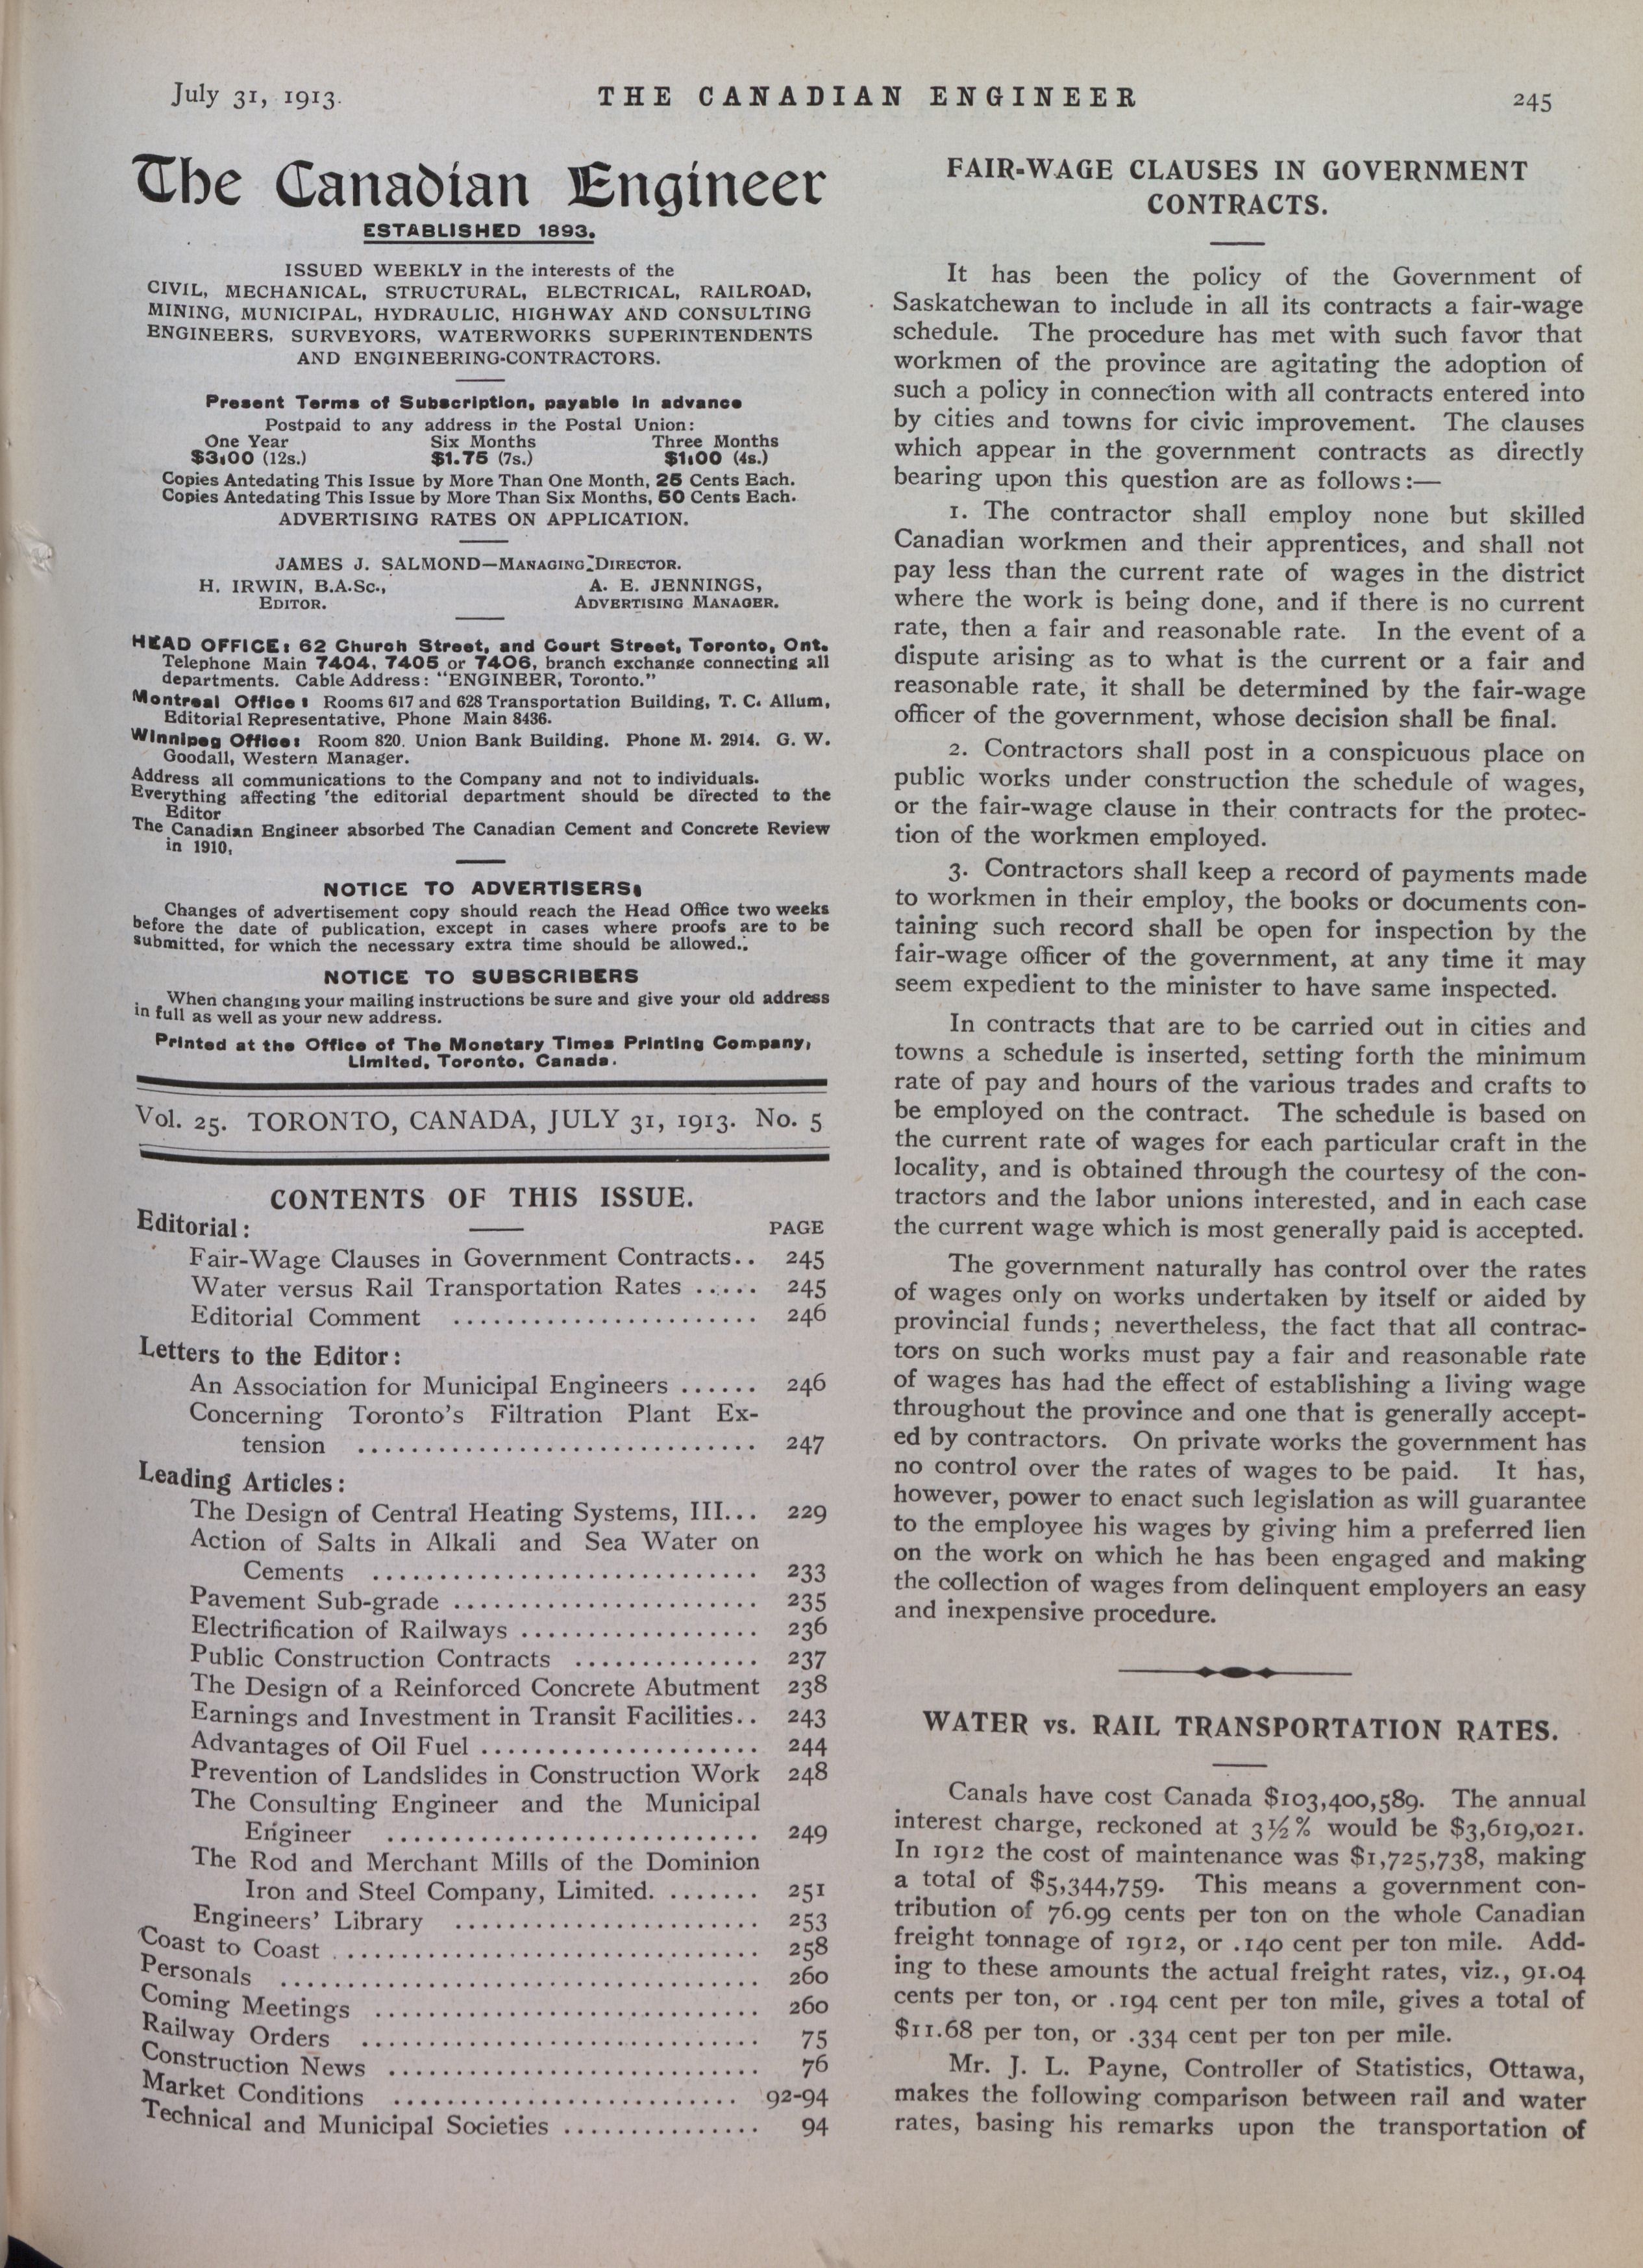 July 31, 1913.
THE CANADIAN ENGINEER
245
The Canadian Engineer
ESTABLISHED 1893.
ISSUED WEEKLY in the interests of the
CIVIL, MECHANICAL, STRUCTURAL, ELECTRICAL, RAILROAD,
MINING, MUNICIPAL, HYDRAULIC, HIGHWAY AND CONSULTING
ENGINEERS, SURVEYORS, WATERWORKS SUPERINTENDENTS
AND ENGINEERING-CONTRACTORS.
Present Terms of Subscription, payable in advance
Postpaid to any address in the Postal Union:
One Year Six Months Three Months
$3.00 (12s.) $1.75 (7s.) $1.00 (4s.)
Copies Antedating This Issue by More Than One Month, 25 Cents Each.
Copies Antedating This Issue by More Than Six Months, 50 Cents Each.
ADVERTISING RATES ON APPLICATION.
JAMES J. SALMOND—MANAGING DIRECTOR.
H. IRWIN, B.A.Sc., A. E. JENNINGS,
EDITOR. ADVERTISING MANAGER.
HEAD OFFICE: 62 Church Street, and Court Street, Toronto, Ont.
Telephone Main 7404, 7405 or 7406, branch exchange connecting all
departments. Cable Address: "ENGINEER, Toronto."
Montreal Office: Rooms 617 and 628 Transportation Building, T. C. Allum,
Editorial Representative, Phone Main 8436.
Winnipeg Office: Room 820, Union Bank Building. Phone M. 2914. G. W.
Goodall, Western Manager.
Address all communications to the Company and not to individuals.
Everything affecting the editorial department should be directed to the
Editor
The Canadian Engineer absorbed The Canadian Cement and Concrete Review
in 1910.
NOTICE TO ADVERTISERS:
Changes of advertisement copy should reach the Head Office two weeks
before the date of publication, except in cases where proofs are to be
submitted, for which the necessary extra time should be allowed.
NOTICE TO SUBSCRIBERS
When changing your mailing instructions be sure and give your old address
in full as well as your new address.
Printed at the Office of The Monetary Times Printing Company,
Limited, Toronto, Canada.
Vol. 25. TORONTO, CANADA, JULY 31, 1913. No. 5
CONTENTS OF THIS ISSUE.
Editorial: PAGE
Fair-Wage Clauses in Government Contracts.. 245
Water versus Rail Transportation Rates ..... 245
Editorial Comment ....................... 246
Letters to the Editor:
An Association for Municipal Engineers ...... 246
Concerning Toronto's Filtration Plant Ex-
tension .............................. 247
Leading Articles:
The Design of Central Heating Systems, III... 229
Action of Salts in Alkali and Sea Water on
Cements ............................. 233
Pavement Sub-grade ....................... 235
Electrification of Railways .................. 236
Public Construction Contracts .............. 237
The Design of a Reinforced Concrete Abutment 238
Earnings and Investment in Transit Facilities.. 243
Advantages of Oil Fuel ..................... 244
Prevention of Landslides in Construction Work 248
The Consulting Engineer and the Municipal
Engineer ............................ 249
The Rod and Merchant Mills of the Dominion
Iron and Steel Company, Limited. ....... 251
Engineers' Library ....................... 253
Coast to Coast ................................ 258
Personals .................................... 260
Coming Meetings ............................. 260
Railway Orders .............................. 75
Construction News ............................ 76
Market Conditions .......................... 92-94
Technical and Municipal Societies ............... 94
FAIR-WAGE CLAUSES IN GOVERNMENT
CONTRACTS.
It has been the policy of the Government of
Saskatchewan to include in all its contracts a fair-wage
schedule. The procedure has met with such favor that
workmen of the province are agitating the adoption of
such a policy in connection with all contracts entered into
by cities and towns for civic improvement. The clauses
which appear in the government contracts as directly
bearing upon this question are as follows:—
1. The contractor shall employ none but skilled
Canadian workmen and their apprentices, and shall not
pay less than the current rate of wages in the district
where the work is being done, and if there is no current
rate, then a fair and reasonable rate. In the event of a
dispute arising as to what is the current or a fair and
reasonable rate, it shall be determined by the fair-wage
officer of the government, whose decision shall be final.
2. Contractors shall post in a conspicuous place on
public works under construction the schedule of wages,
or the fair-wage clause in their contracts for the protec-
tion of the workmen employed.
3. Contractors shall keep a record of payments made
to workmen in their employ, the books or documents con-
taining such record shall be open for inspection by the
fair-wage officer of the government, at any time it may
seem expedient to the minister to have same inspected.
In contracts that are to be carried out in cities and
towns a schedule is inserted, setting forth the minimum
rate of pay and hours of the various trades and crafts to
be employed on the contract. The schedule is based on
the current rate of wages for each particular craft in the
locality, and is obtained through the courtesy of the con-
tractors and the labor unions interested, and in each case
the current wage which is most generally paid is accepted.
The government naturally has control over the rates
of wages only on works undertaken by itself or aided by
provincial funds; nevertheless, the fact that all contrac-
tors on such works must pay a fair and reasonable rate
of wages has had the effect of establishing a living wage
throughout the province and one that is generally accept-
ed by contractors. On private works the government has
no control over the rates of wages to be paid. It has,
however, power to enact such legislation as will guarantee
to the employee his wages by giving him a preferred lien
on the work on which he has been engaged and making
the collection of wages from delinquent employers an easy
and inexpensive procedure.
WATER vs. RAIL TRANSPORTATION RATES.
Canals have cost Canada $103,400,589. The annual
interest charge, reckoned at 3½% would be $3,619,021.
In 1912 the cost of maintenance was $1,725,738, making
a total of $5,344,759. This means a government con-
tribution of 76.99 cents per ton on the whole Canadian
freight tonnage of 1912, or .140 cent per ton mile. Add-
ing to these amounts the actual freight rates, viz., 91.04
cents per ton, or .194 cent per ton mile, gives a total of
$11.68 per ton, or .334 cent per ton per mile.
Mr. J. L. Payne, Controller of Statistics, Ottawa,
makes the following comparison between rail and water
rates, basing his remarks upon the transportation of